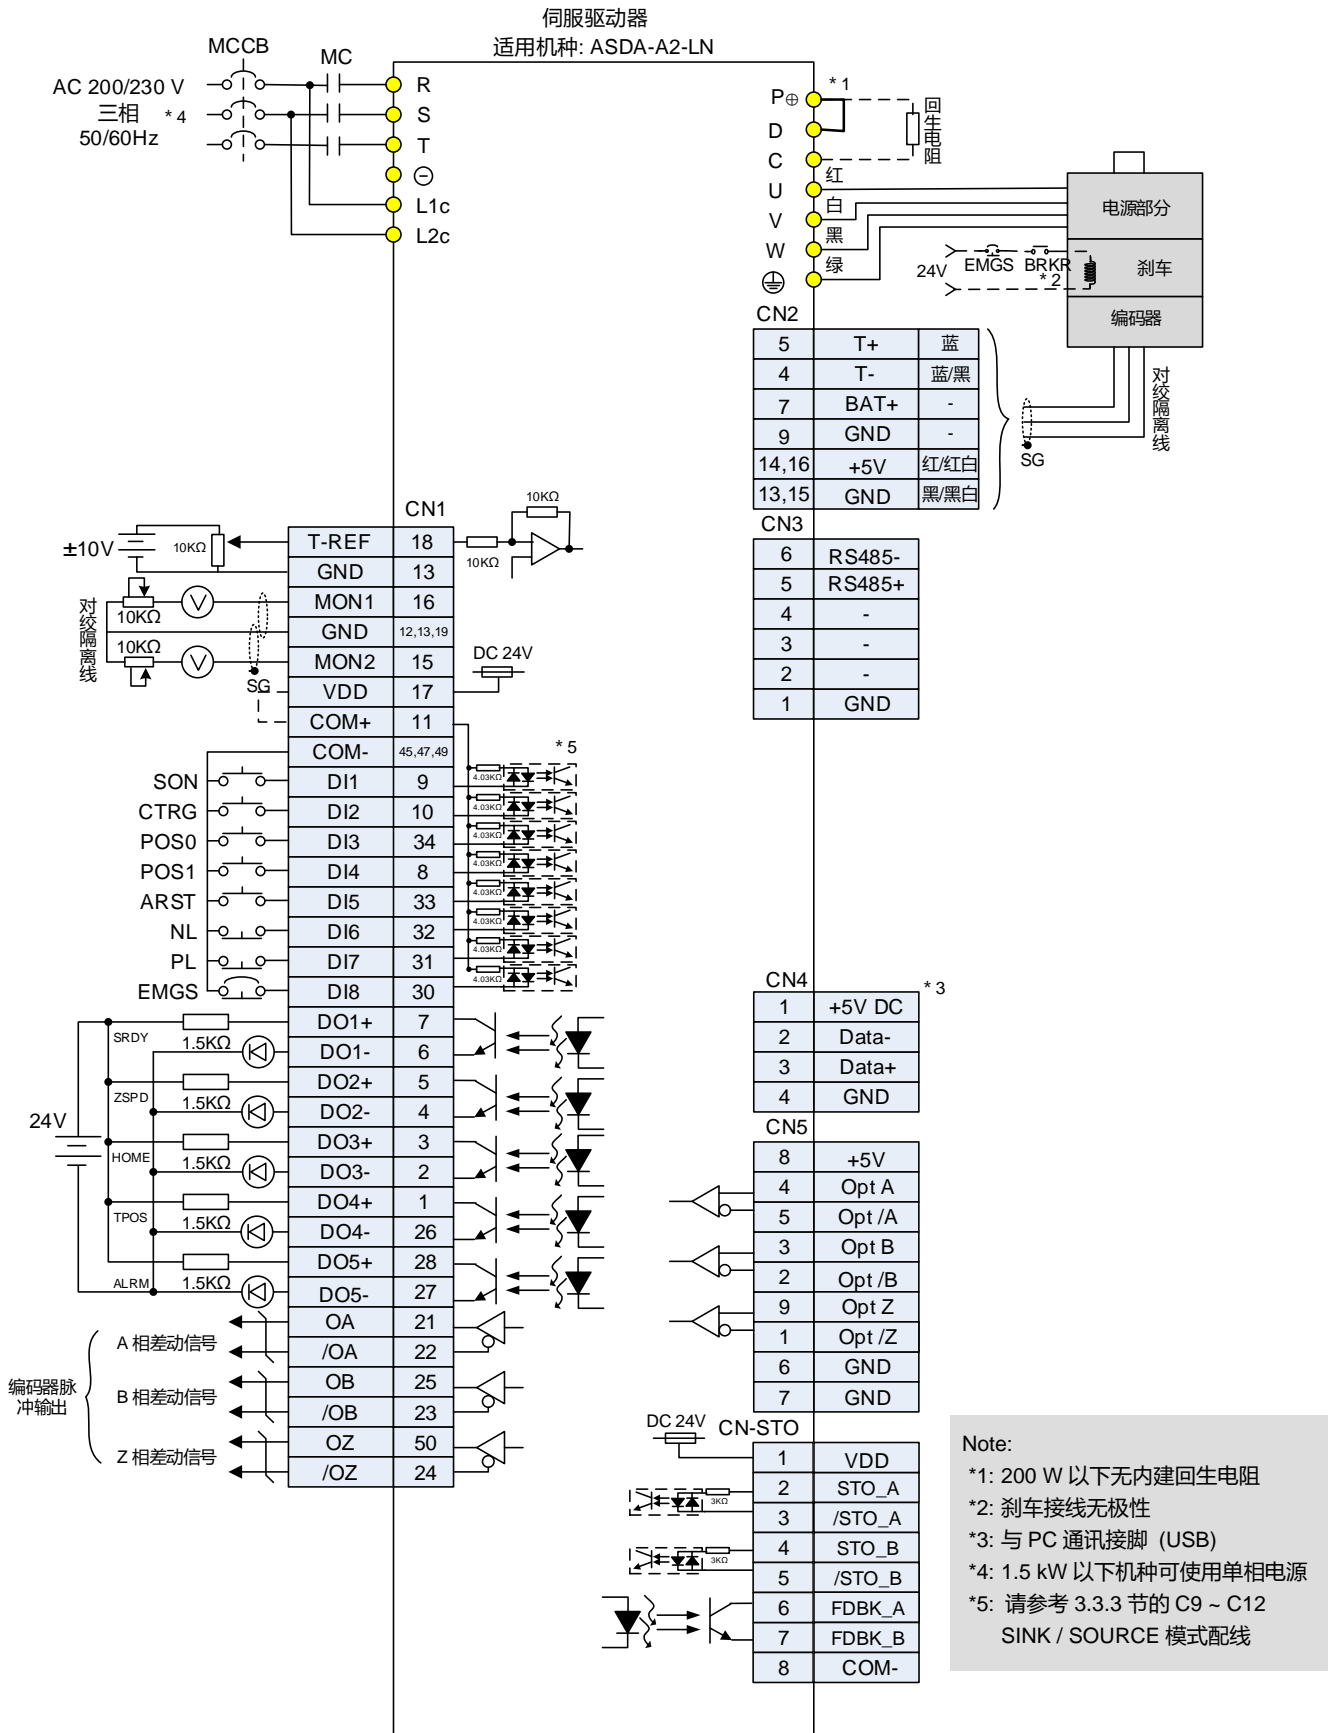 伺服驱动器
适用机种: ASDA-A2-LN
MCCB
MC
AC 200/230 V
三相
* 4
50/60Hz
R
S
T
L1c
L2c
* 1
P⊕
D
C
U
V
W
回生电阻
红
白
黑
绿
电源部分
刹车
编码器
24V
EMGS
BRKR
* 2
对绞隔离线
SG
CN2
5 T+ 蓝
4 T- 蓝/黑
7 BAT+ -
9 GND -
14,16 +5V 红/红白
13,15 GND 黑/黑白
CN3
6 RS485-
5 RS485+
4 -
3 -
2 -
1 GND
CN1
±10V
10KΩ
10KΩ
10KΩ
10KΩ
10KΩ
对绞隔离线
SG
DC 24V
T-REF 18
GND 13
MON1 16
GND 12,13,19
MON2 15
VDD 17
COM+ 11
COM- 45,47,49
* 5
SON DI1 9 4.03KΩ
CTRG DI2 10 4.03KΩ
POS0 DI3 34 4.03KΩ
POS1 DI4 8 4.03KΩ
ARST DI5 33 4.03KΩ
NL DI6 32 4.03KΩ
PL DI7 31 4.03KΩ
EMGS DI8 30 4.03KΩ
24V
DO1+ 7
SRDY 1.5KΩ DO1- 6
DO2+ 5
ZSPD 1.5KΩ DO2- 4
DO3+ 3
HOME 1.5KΩ DO3- 2
DO4+ 1
TPOS 1.5KΩ DO4- 26
DO5+ 28
ALRM 1.5KΩ DO5- 27
OA 21
A 相差动信号
/OA 22
编码器脉
冲输出
OB 25
B 相差动信号
/OB 23
OZ 50
Z 相差动信号
/OZ 24
CN4
* 3
1 +5V DC
2 Data-
3 Data+
4 GND
CN5
8 +5V
4 Opt A
5 Opt /A
3 Opt B
2 Opt /B
9 Opt Z
1 Opt /Z
6 GND
7 GND
DC 24V
CN-STO
1 VDD
2 STO_A
3KΩ
3 /STO_A
4 STO_B
3KΩ
5 /STO_B
6 FDBK_A
7 FDBK_B
8 COM-
Note:
*1: 200 W 以下无内建回生电阻
*2: 刹车接线无极性
*3: 与 PC 通讯接脚 (USB)
*4: 1.5 kW 以下机种可使用单相电源
*5: 请参考 3.3.3 节的 C9 ~ C12
SINK / SOURCE 模式配线